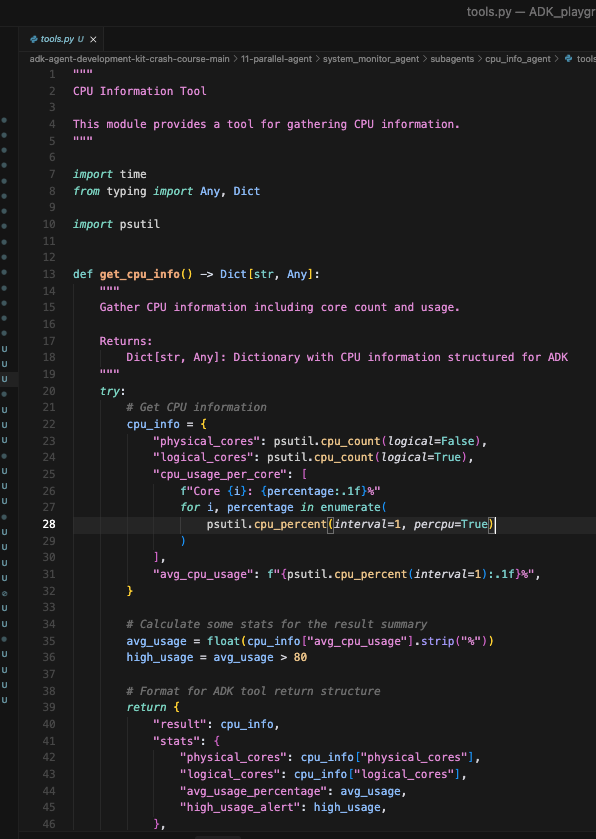 tools.py — ADK_playgr
tools.py U ×
adk-agent-development-kit-crash-course-main > 11-parallel-agent > system_monitor_agent > subagents > cpu_info_agent > tools
1 """
2 CPU Information Tool
3
4 This module provides a tool for gathering CPU information.
5 """
6
7 import time
8 from typing import Any, Dict
9
10 import psutil
11
12
13 def get_cpu_info() -> Dict[str, Any]:
14     """
15     Gather CPU information including core count and usage.
16
17     Returns:
18         Dict[str, Any]: Dictionary with CPU information structured for ADK
19     """
20     try:
21         # Get CPU information
22         cpu_info = {
23             "physical_cores": psutil.cpu_count(logical=False),
24             "logical_cores": psutil.cpu_count(logical=True),
25             "cpu_usage_per_core": [
26                 f"Core {i}: {percentage:.1f}%"
27                 for i, percentage in enumerate(
28                     psutil.cpu_percent(interval=1, percpu=True)
29                 )
30             ],
31             "avg_cpu_usage": f"{psutil.cpu_percent(interval=1):.1f}%",
32         }
33
34         # Calculate some stats for the result summary
35         avg_usage = float(cpu_info["avg_cpu_usage"].strip("%"))
36         high_usage = avg_usage > 80
37
38         # Format for ADK tool return structure
39         return {
40             "result": cpu_info,
41             "stats": {
42                 "physical_cores": cpu_info["physical_cores"],
43                 "logical_cores": cpu_info["logical_cores"],
44                 "avg_usage_percentage": avg_usage,
45                 "high_usage_alert": high_usage,
46             },